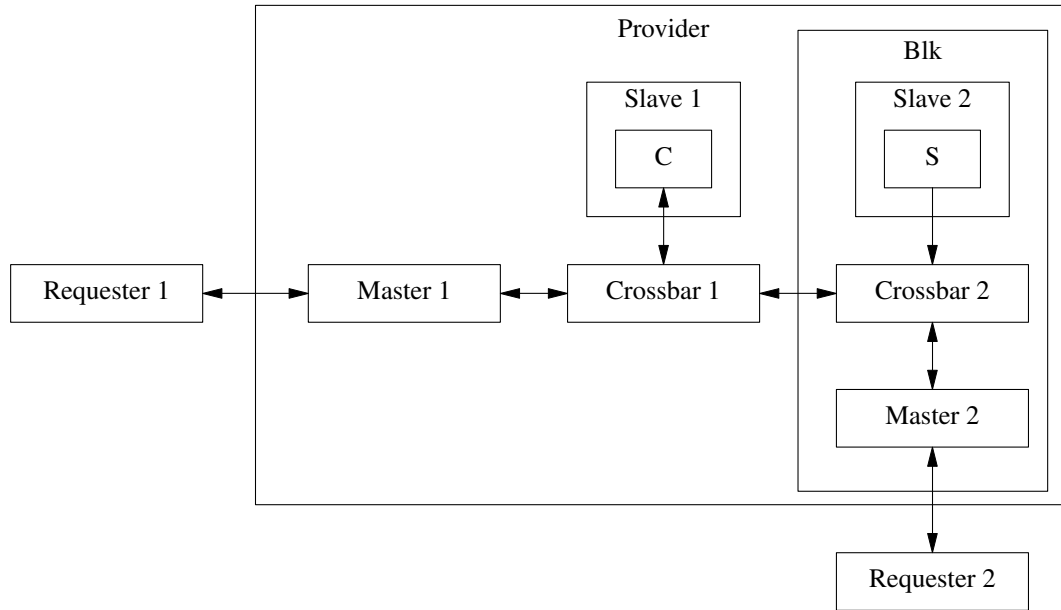 Provider
Blk
Slave 1
Slave 2
C
S
Requester 1
Master 1
Crossbar 1
Crossbar 2
Master 2
Requester 2